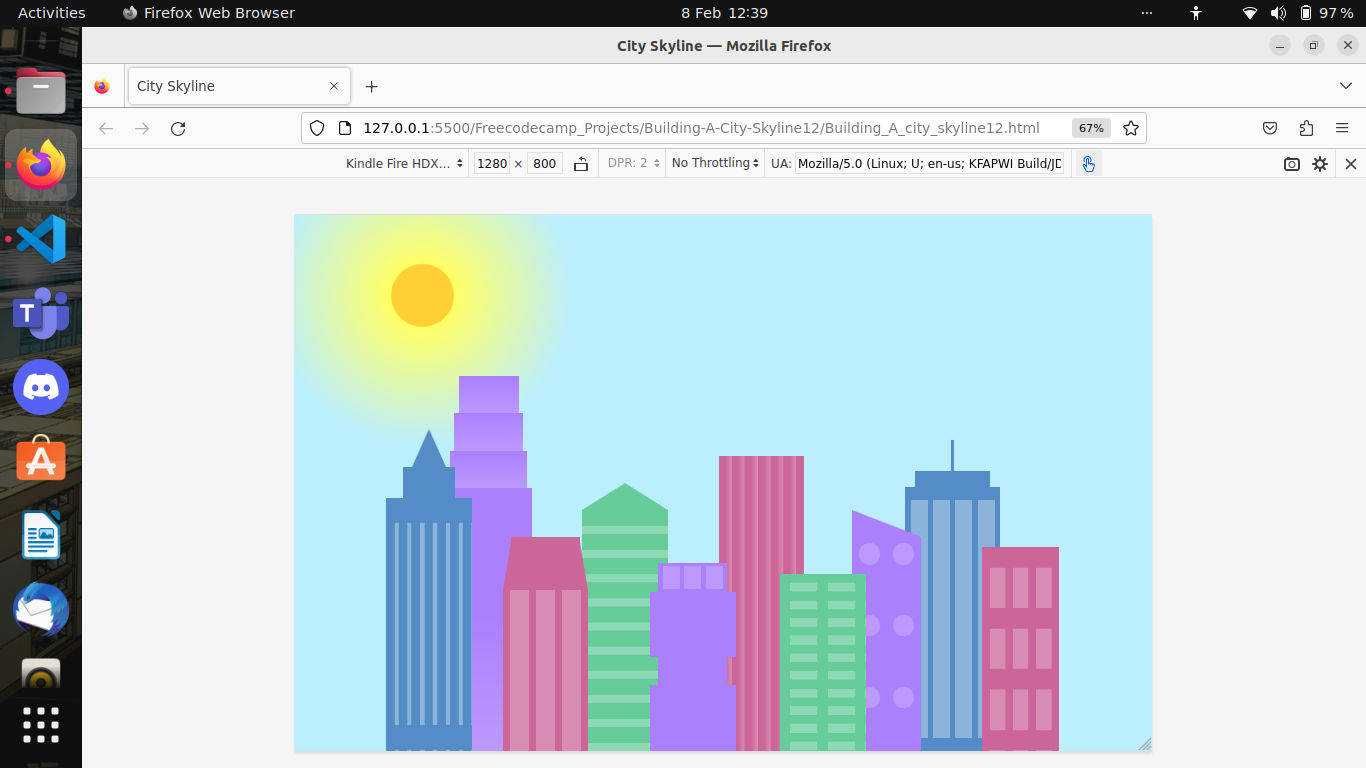 Activities Firefox Web Browser 8 Feb 12:39 ... 97 %
City Skyline — Mozilla Firefox
City Skyline
127.0.0.1:5500/Freecodecamp_Projects/Building-A-City-Skyline12/Building_A_city_skyline12.html 67%
Kindle Fire HDX... 1280 × 800 DPR: 2 No Throttling UA: Mozilla/5.0 (Linux; U; en-us; KFAPWI Build/JD
T
A